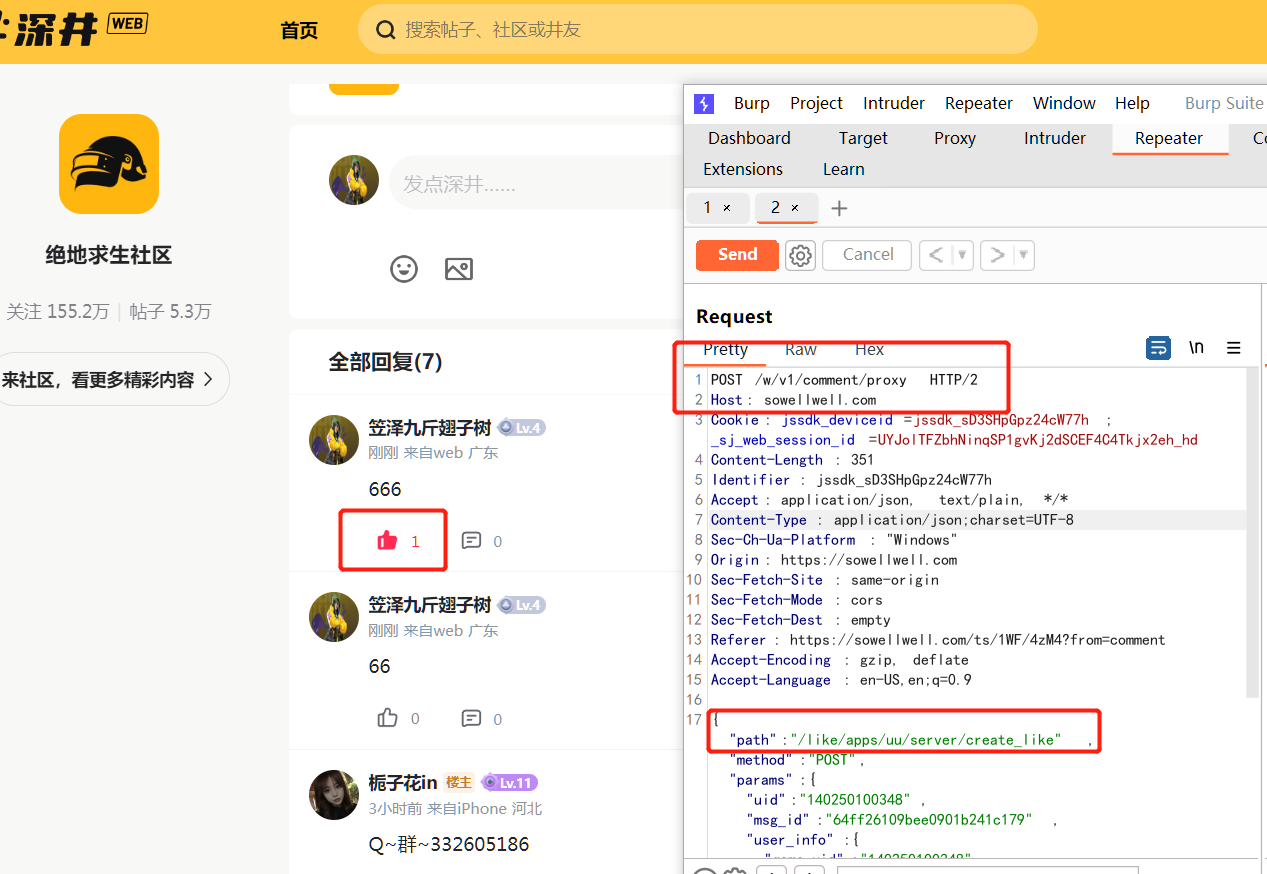 深井 WEB
首页
搜索帖子、社区或井友
绝地求生社区
关注 155.2万 | 帖子 5.3万
来社区，看更多精彩内容 >
发点深井......
全部回复(7)
笠泽九斤翅子树 Lv.4
刚刚 来自web 广东
666
1 0
笠泽九斤翅子树 Lv.4
刚刚 来自web 广东
66
0 0
栀子花in 楼主 Lv.11
3小时前 来自iPhone 河北
Q~群~332605186
Burp Project Intruder Repeater Window Help Burp Suite
Dashboard Target Proxy Intruder Repeater
Extensions Learn
1 × 2 × +
Send Cancel < >
Request
Pretty Raw Hex \n
1 POST /w/v1/comment/proxy HTTP/2
2 Host : sowellwell.com
3 Cookie : jssdk_deviceid =jssdk_sD3SHpGpz24cW77h ;
_sj_web_session_id =UYJolTFZbhNinqSP1gvKj2dSCEF4C4Tkjx2eh_hd
4 Content-Length : 351
5 Identifier : jssdk_sD3SHpGpz24cW77h
6 Accept : application/json, text/plain, */*
7 Content-Type : application/json;charset=UTF-8
8 Sec-Ch-Ua-Platform : "Windows"
9 Origin : https://sowellwell.com
10 Sec-Fetch-Site : same-origin
11 Sec-Fetch-Mode : cors
12 Sec-Fetch-Dest : empty
13 Referer : https://sowellwell.com/ts/1WF/4zM4?from=comment
14 Accept-Encoding : gzip, deflate
15 Accept-Language : en-US,en;q=0.9
16
17 {
"path" :"/like/apps/uu/server/create_like" ,
"method" :"POST" ,
"params" :{
"uid" :"140250100348" ,
"msg_id" :"64ff26109bee0901b241c179" ,
"user_info" :{